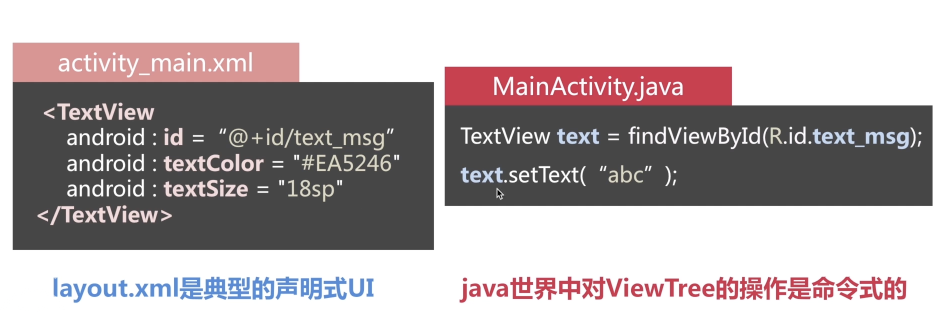 activity_main.xml
<TextView
android : id = “@+id/text_msg”
android : textColor = "#EA5246"
android : textSize = "18sp"
</TextView>
layout.xml是典型的声明式UI
MainActivity.java
TextView text = findViewById(R.id.text_msg);
text.setText(“abc”);
java世界中对ViewTree的操作是命令式的